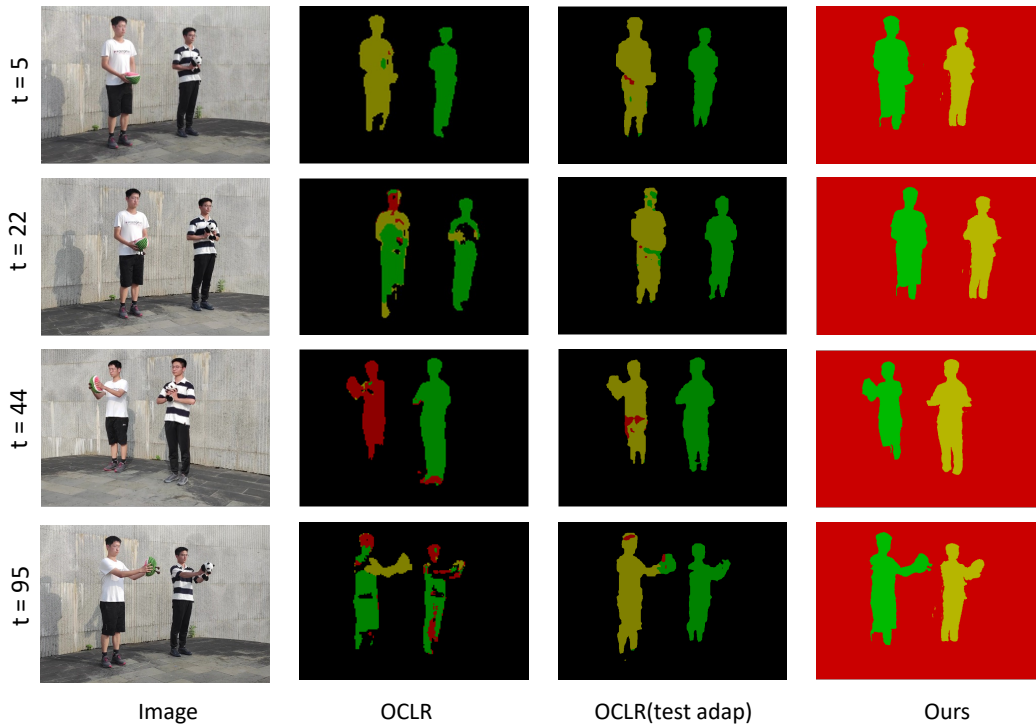 t = 5
t = 22
t = 44
t = 95
Image
OCLR
OCLR(test adap)
Ours